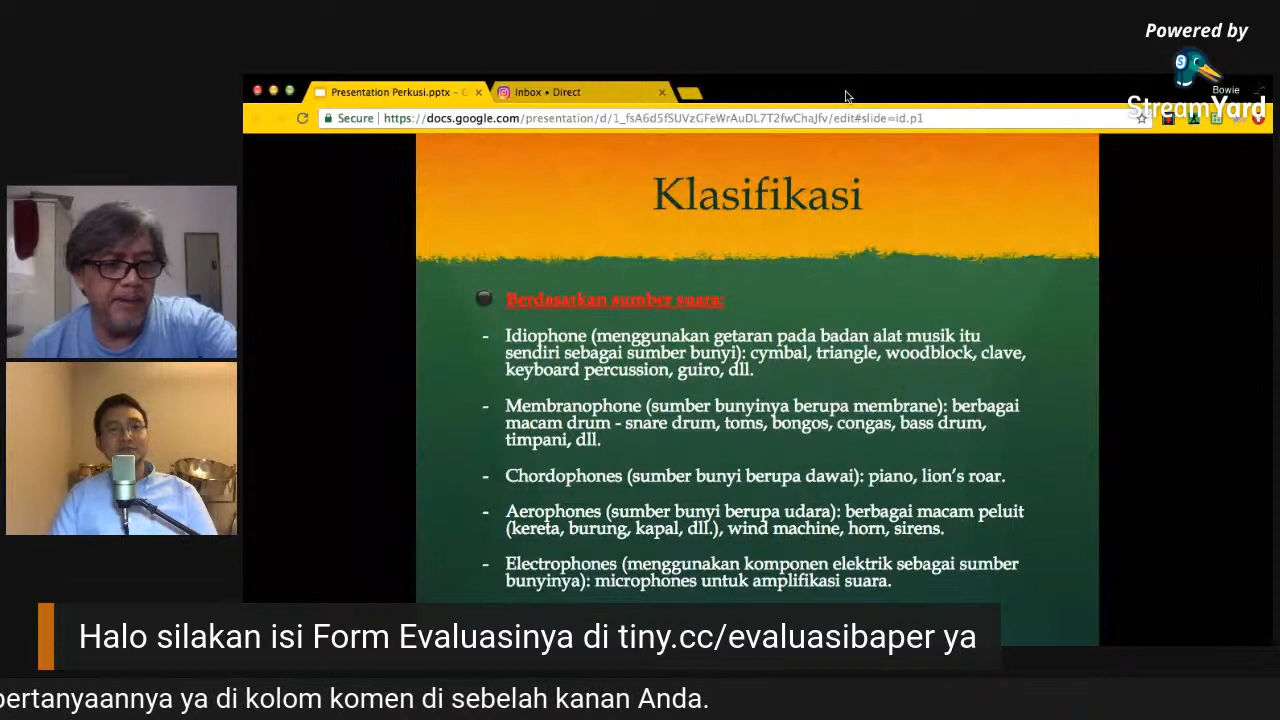 Powered by
Bowie
StreamYard
Presentation Perkusi.pptx – G
Inbox • Direct
Secure | https://docs.google.com/presentation/d/1_fsA6d5fSUVzGFeWrAuDL7T2fwChaJfv/edit#slide=id.p1
Klasifikasi
Berdasarkan sumber suara:
- Idiophone (menggunakan getaran pada badan alat musik itu
sendiri sebagai sumber bunyi): cymbal, triangle, woodblock, clave,
keyboard percussion, guiro, dll.
- Membranophone (sumber bunyinya berupa membrane): berbagai
macam drum - snare drum, toms, bongos, congas, bass drum,
timpani, dll.
- Chordophones (sumber bunyi berupa dawai): piano, lion's roar.
- Aerophones (sumber bunyi berupa udara): berbagai macam peluit
(kereta, burung, kapal, dll.), wind machine, horn, sirens.
- Electrophones (menggunakan komponen elektrik sebagai sumber
bunyinya): microphones untuk amplifikasi suara.
Halo silakan isi Form Evaluasinya di tiny.cc/evaluasibaper ya
pertanyaannya ya di kolom komen di sebelah kanan Anda.